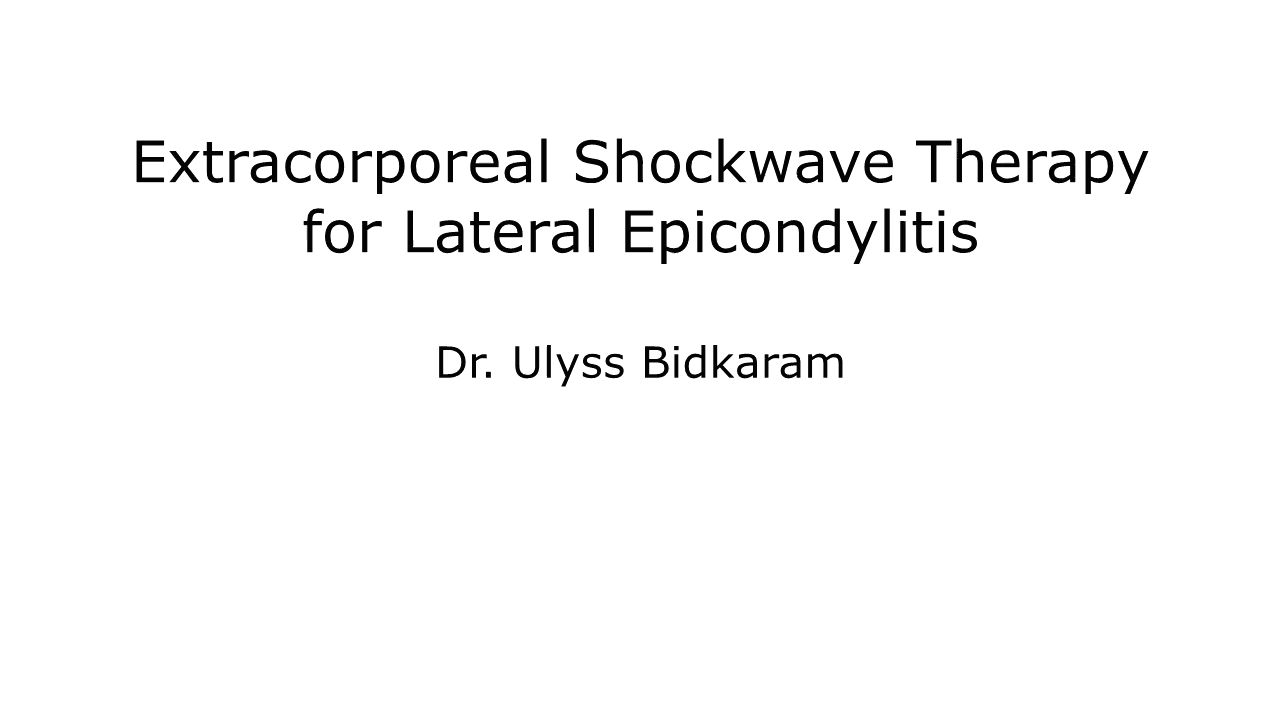 Extracorporeal Shockwave Therapy
for Lateral Epicondylitis
Dr. Ulyss Bidkaram